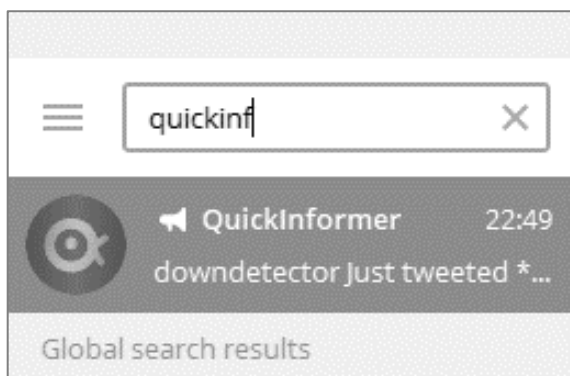 quickinf
QuickInformer 22:49
downdetector Just tweeted *...
Global search results